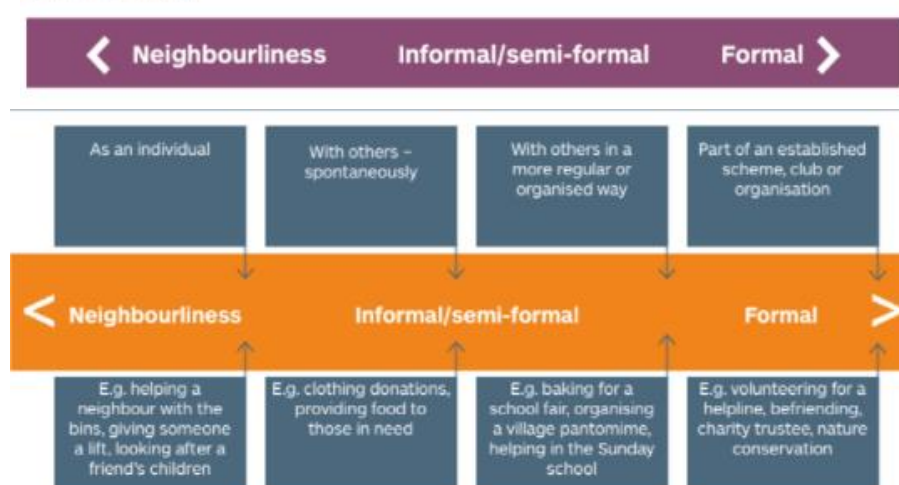 Neighbourliness Informal/semi-formal Formal
As an individual
With others –
spontaneously
With others in a
more regular or
organised way
Part of an established
scheme, club or
organisation
Neighbourliness Informal/semi-formal Formal
E.g. helping a
neighbour with the
bins, giving someone
a lift, looking after a
friend's children
E.g. clothing donations,
providing food to
those in need
E.g. baking for a
school fair, organising
a village pantomime,
helping in the Sunday
school
E.g. volunteering for a
helpline, befriending,
charity trustee, nature
conservation